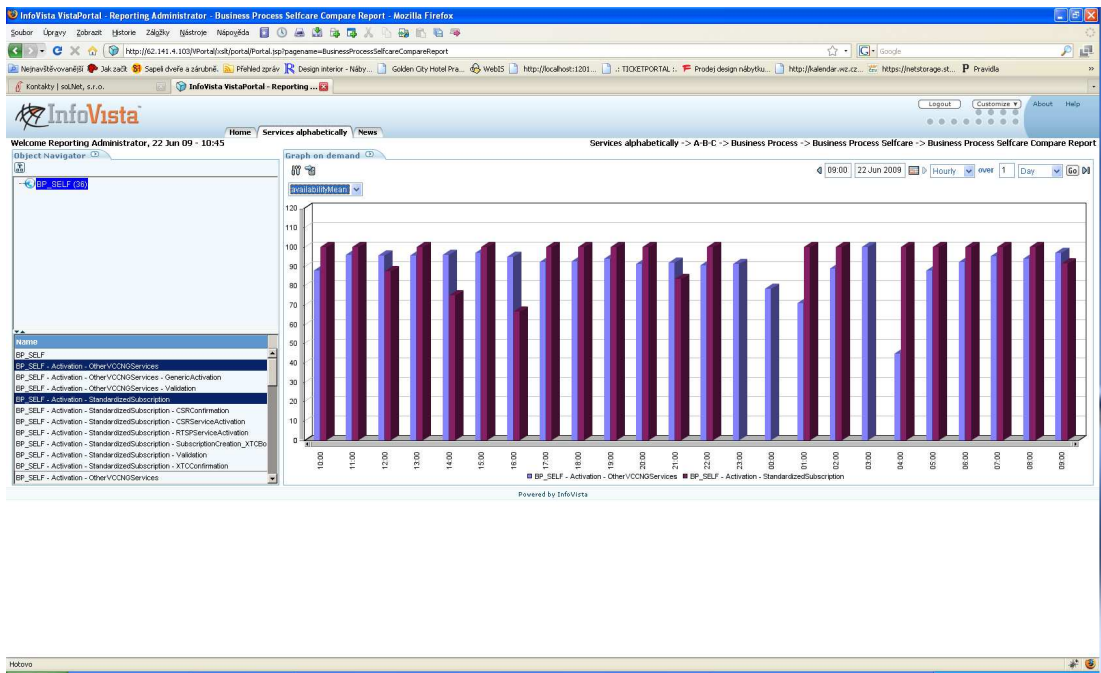 InfoVista VistaPortal - Reporting Administrator - Business Process Selfcare Compare Report - Mozilla Firefox
Soubor Úpravy Zobrazit Historie Záložky Nástroje Nápověda
http://62.141.4.103/VPortal/xslt/portal/Portal.jsp?pagename=BusinessProcessSelfcareCompareReport
Google
Nejnavštěvovanější Jak začít Sapeli dveře a zárubně. Přehled zpráv Design interior - Náby... Golden City Hotel Pra... WebIS http://localhost:1201... .: TICKETPORTAL :. Prodej design nábytku... http://kalendar.wz.cz... https://netstorage.st... P Pravidla »
Kontakty | soLNet, s.r.o. InfoVista VistaPortal - Reporting ...
InfoVista
Logout Customize About Help
Home Services alphabetically News
Welcome Reporting Administrator, 22 Jun 09 - 10:45
Services alphabetically -> A-B-C -> Business Process -> Business Process Selfcare -> Business Process Selfcare Compare Report
Object Navigator
Graph on demand
BP_SELF (36)
09:00 22 Jun 2009 Hourly over 1 Day Go
availabilityMean
120
110
100
90
80
70
60
50
40
30
20
10
0
10:00 11:00 12:00 13:00 14:00 15:00 16:00 17:00 18:00 19:00 20:00 21:00 22:00 23:00 00:00 01:00 02:00 03:00 04:00 05:00 06:00 07:00 08:00 09:00
BP_SELF - Activation - OtherVCCNGServices BP_SELF - Activation - StandardizedSubscription
Name
BP_SELF
BP_SELF - Activation - OtherVCCNGServices
BP_SELF - Activation - OtherVCCNGServices - GenericActivation
BP_SELF - Activation - OtherVCCNGServices - Validation
BP_SELF - Activation - StandardizedSubscription
BP_SELF - Activation - StandardizedSubscription - CSRConfirmation
BP_SELF - Activation - StandardizedSubscription - CSRServiceActivation
BP_SELF - Activation - StandardizedSubscription - RTSPServiceActivation
BP_SELF - Activation - StandardizedSubscription - SubscriptionCreation_XTCBo
BP_SELF - Activation - StandardizedSubscription - Validation
BP_SELF - Activation - StandardizedSubscription - XTCConfirmation
BP_SELF - Activation - OtherVCCNGServices
Powered by InfoVista
Hotovo